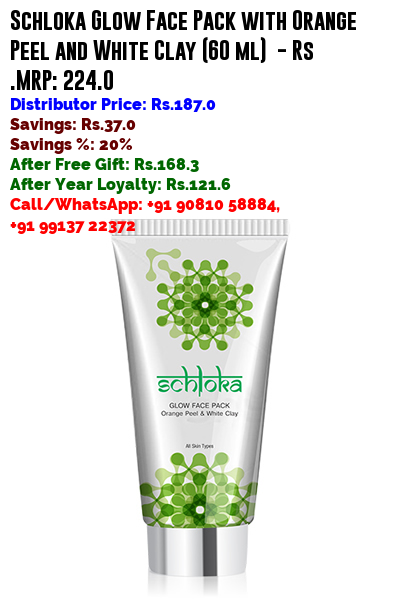 Schloka Glow Face Pack with Orange
Peel and White Clay (60 ml) - Rs
.MRP: 224.0
Distributor Price: Rs.187.0
Savings: Rs.37.0
Savings %: 20%
After Free Gift: Rs.168.3
After Year Loyalty: Rs.121.6
Call/WhatsApp: +91 90810 58884,
+91 99137 22372
schloka
GLOW FACE PACK
Orange Peel & White Clay
All Skin Types